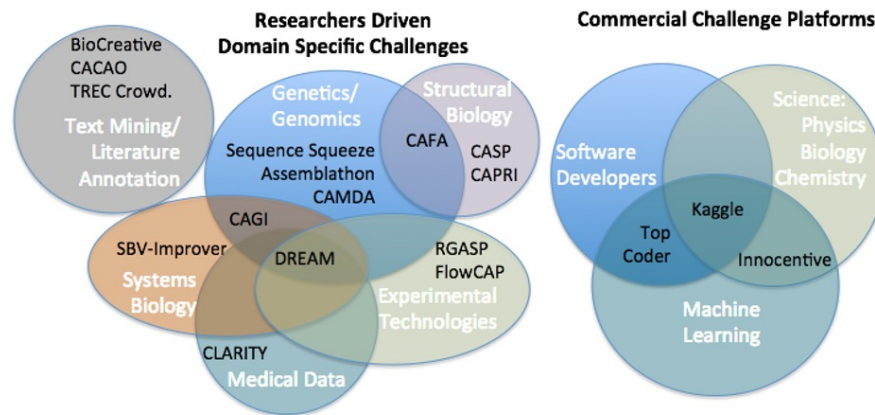 Researchers Driven
Domain Specific Challenges
BioCreative
CACAO
TREC Crowd.
Text Mining/
Literature
Annotation
Genetics/
Genomics
Sequence Squeeze
Assemblathon
CAMDA
Structural
Biology
CAFA
CASP
CAPRI
CAGI
SBV-Improver
Systems
Biology
DREAM
RGASP
FlowCAP
Experimental
Technologies
CLARITY
Medical Data
Commercial Challenge Platforms
Software
Developers
Science:
Physics
Biology
Chemistry
Kaggle
Top
Coder
Innocentive
Machine
Learning